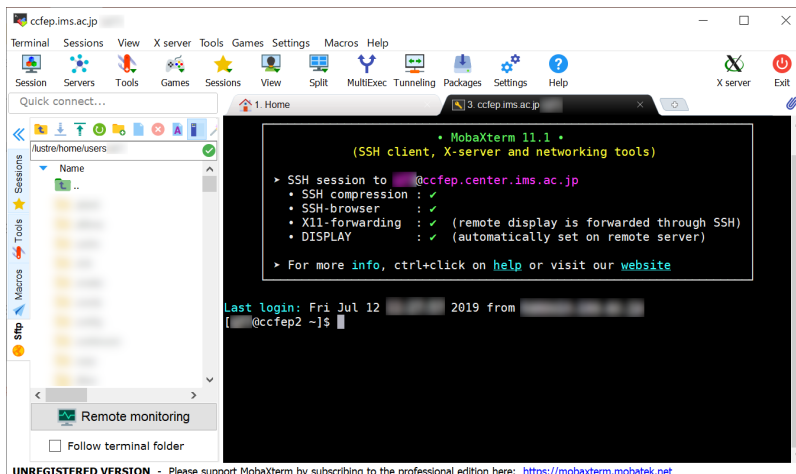 ccfep.ims.ac.jp
Terminal Sessions View X server Tools Games Settings Macros Help
Session Servers Tools Games Sessions View Split MultiExec Tunneling Packages Settings Help X server Exit
Quick connect...
1. Home
3. ccfep.ims.ac.jp
/lustre/home/users
Name
..
Sessions
Tools
Macros
Sftp
• MobaXterm 11.1 •
(SSH client, X-server and networking tools)
➤ SSH session to @ccfep.center.ims.ac.jp
• SSH compression : ✔
• SSH-browser : ✔
• X11-forwarding : ✔ (remote display is forwarded through SSH)
• DISPLAY : ✔ (automatically set on remote server)
➤ For more info, ctrl+click on help or visit our website
Last login: Fri Jul 12 2019 from
[ @ccfep2 ~]$
Remote monitoring
Follow terminal folder
UNREGISTERED VERSION - Please support MobaXterm by subscribing to the professional edition here: https://mobaxterm.mobatek.net